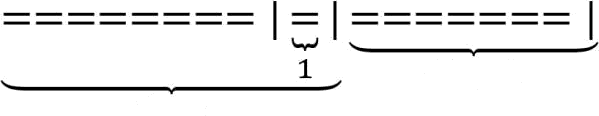 ======== | = | ======= |
1